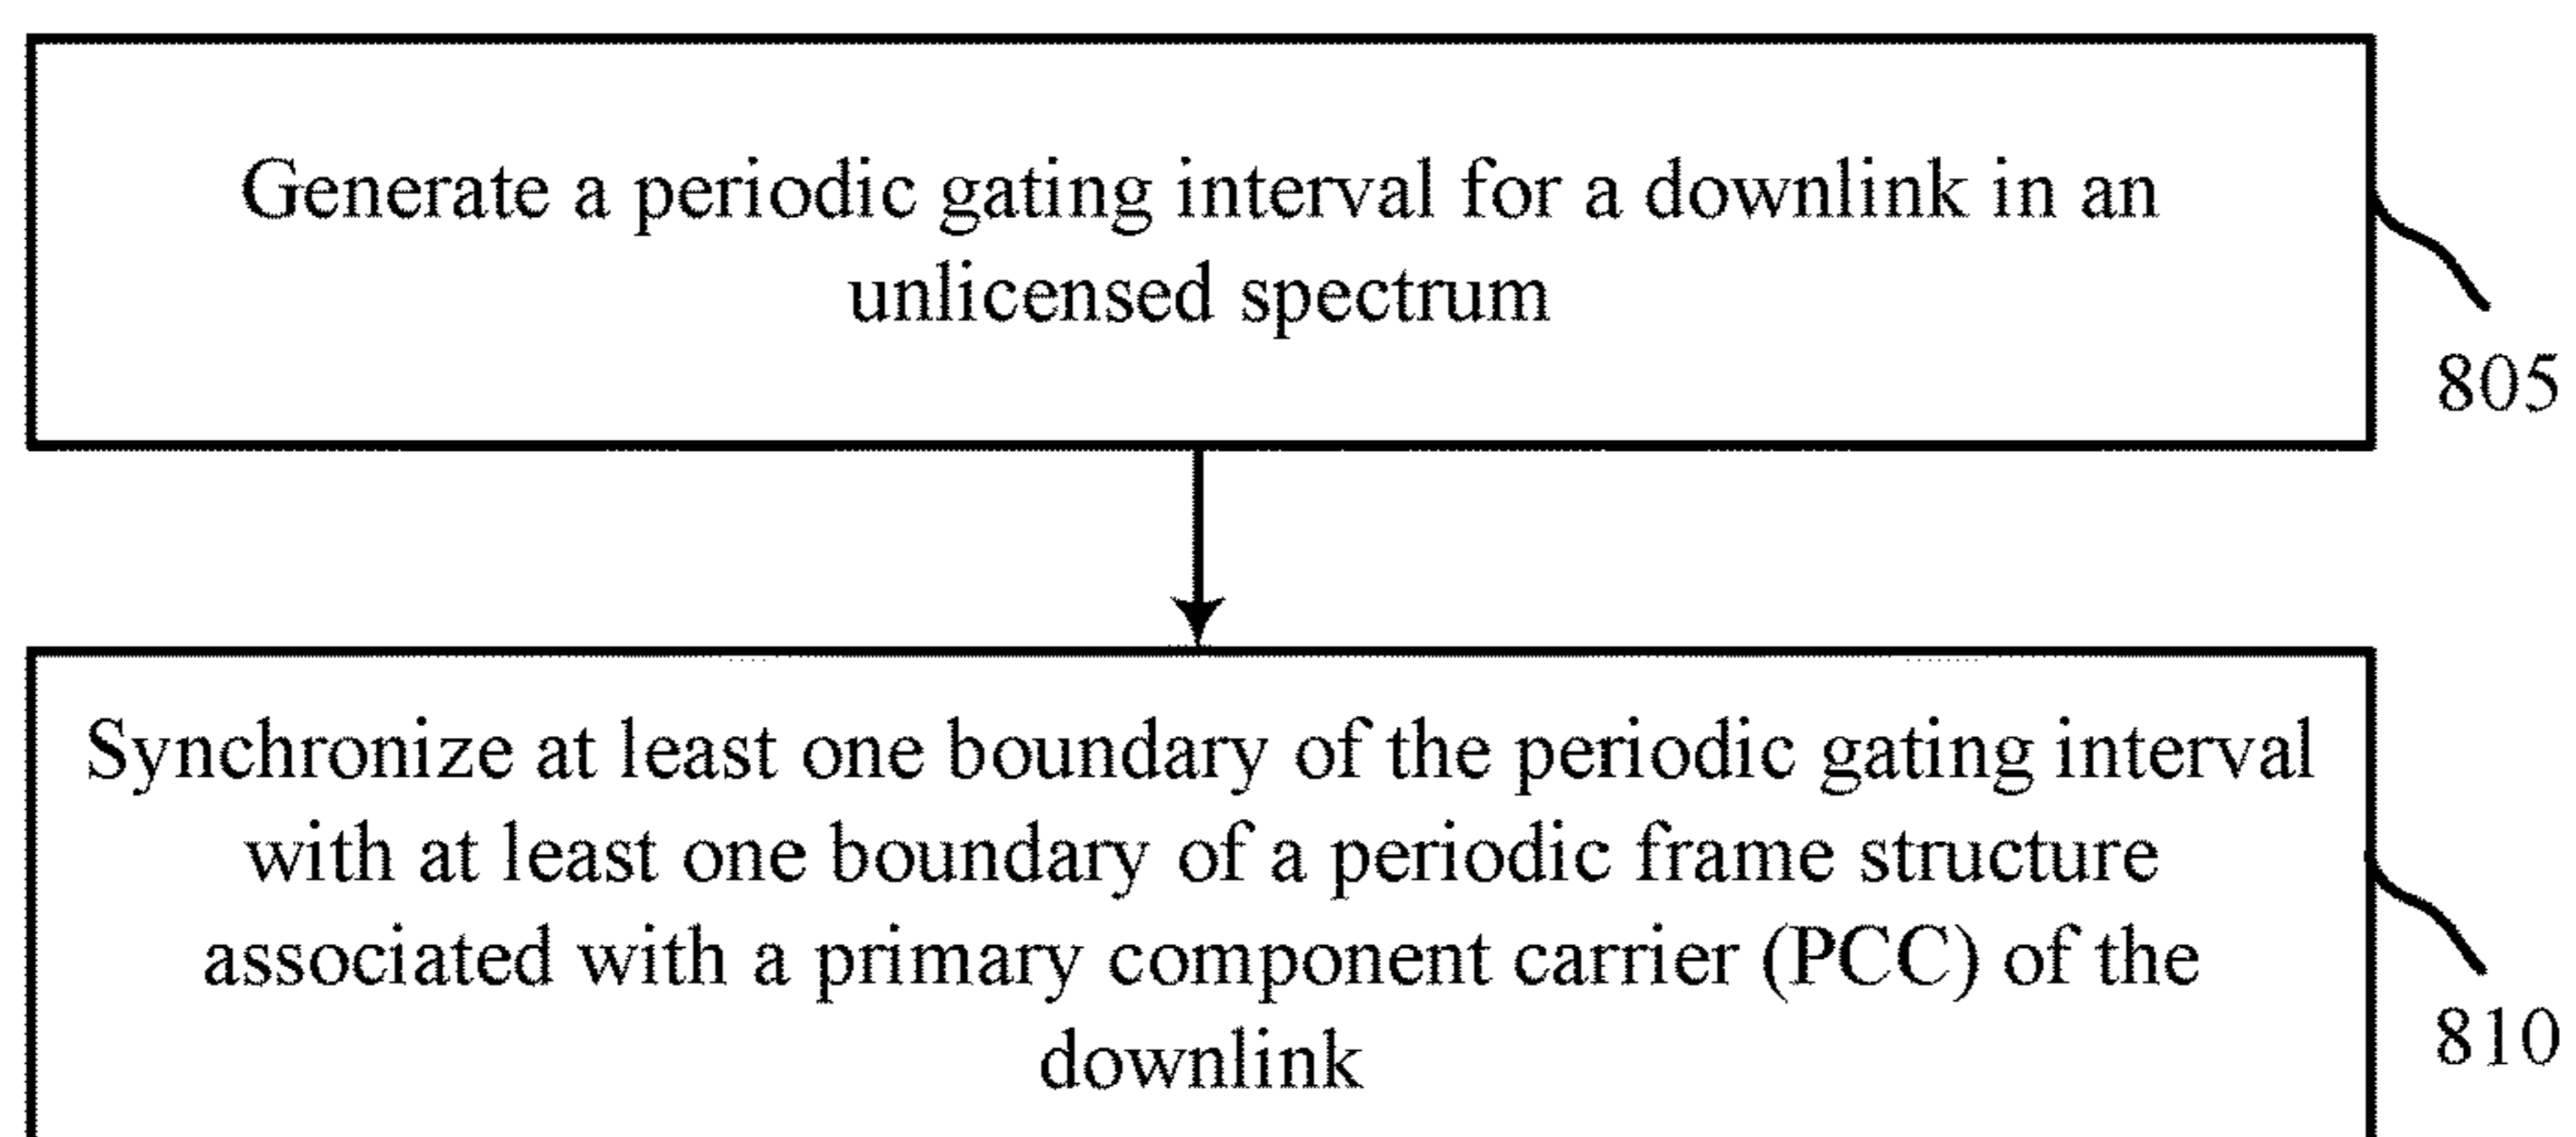 Generate a periodic gating interval for a downlink in an
unlicensed spectrum
805
Synchronize at least one boundary of the periodic gating interval
with at least one boundary of a periodic frame structure
associated with a primary component carrier (PCC) of the
downlink
810